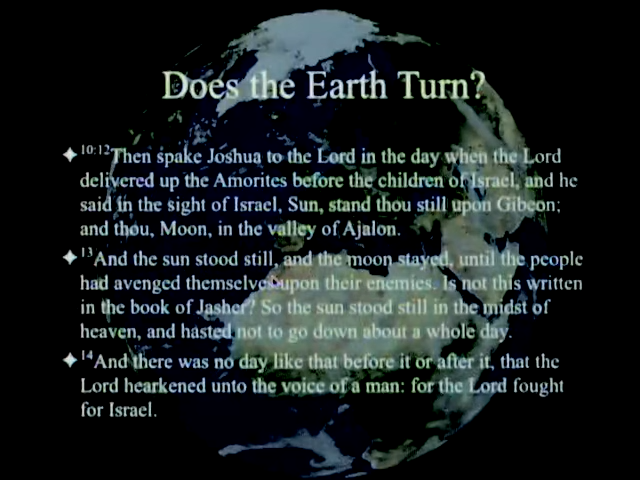 Does the Earth Turn?
10:12Then spake Joshua to the Lord in the day when the Lord
delivered up the Amorites before the children of Israel, and he
said in the sight of Israel, Sun, stand thou still upon Gibeon;
and thou, Moon, in the valley of Ajalon.
13And the sun stood still, and the moon stayed, until the people
had avenged themselves upon their enemies. Is not this written
in the book of Jasher? So the sun stood still in the midst of
heaven, and hasted not to go down about a whole day.
14And there was no day like that before it or after it, that the
Lord hearkened unto the voice of a man: for the Lord fought
for Israel.